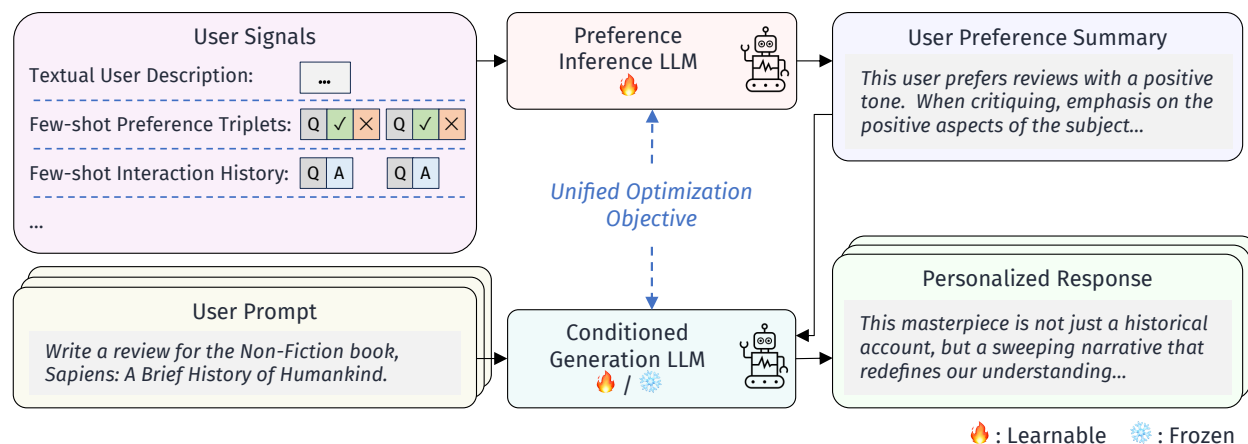 User Signals
Textual User Description:
...
Few-shot Preference Triplets:
Q ✓ ✕ Q ✓ ✕
Few-shot Interaction History:
Q A Q A
...
Preference
Inference LLM
User Preference Summary
This user prefers reviews with a positive
tone. When critiquing, emphasis on the
positive aspects of the subject...
Unified Optimization
Objective
User Prompt
Write a review for the Non-Fiction book,
Sapiens: A Brief History of Humankind.
Conditioned
Generation LLM
/
Personalized Response
This masterpiece is not just a historical
account, but a sweeping narrative that
redefines our understanding...
: Learnable : Frozen